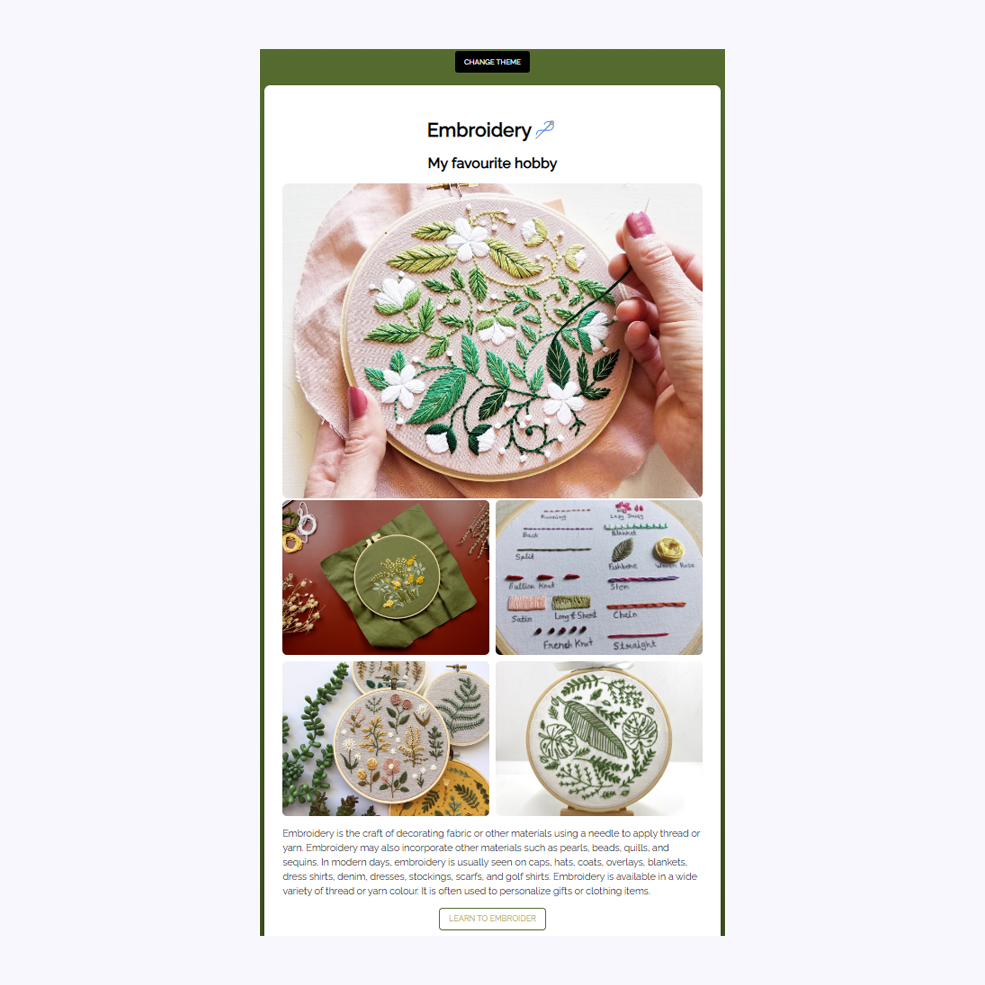 CHANGE THEME
Embroidery
My favourite hobby
Running
Lazy Daisy
Back
Blanket
Split
Fishbone
Woven Rose
Bullion Knot
Stem
Satin
Long & Short
Chain
French Knot
Straight
Embroidery is the craft of decorating fabric or other materials using a needle to apply thread or
yarn. Embroidery may also incorporate other materials such as pearls, beads, quills, and
sequins. In modern days, embroidery is usually seen on caps, hats, coats, overlays, blankets,
dress shirts, denim, dresses, stockings, scarfs, and golf shirts. Embroidery is available in a wide
variety of thread or yarn colour. It is often used to personalize gifts or clothing items.
LEARN TO EMBROIDER